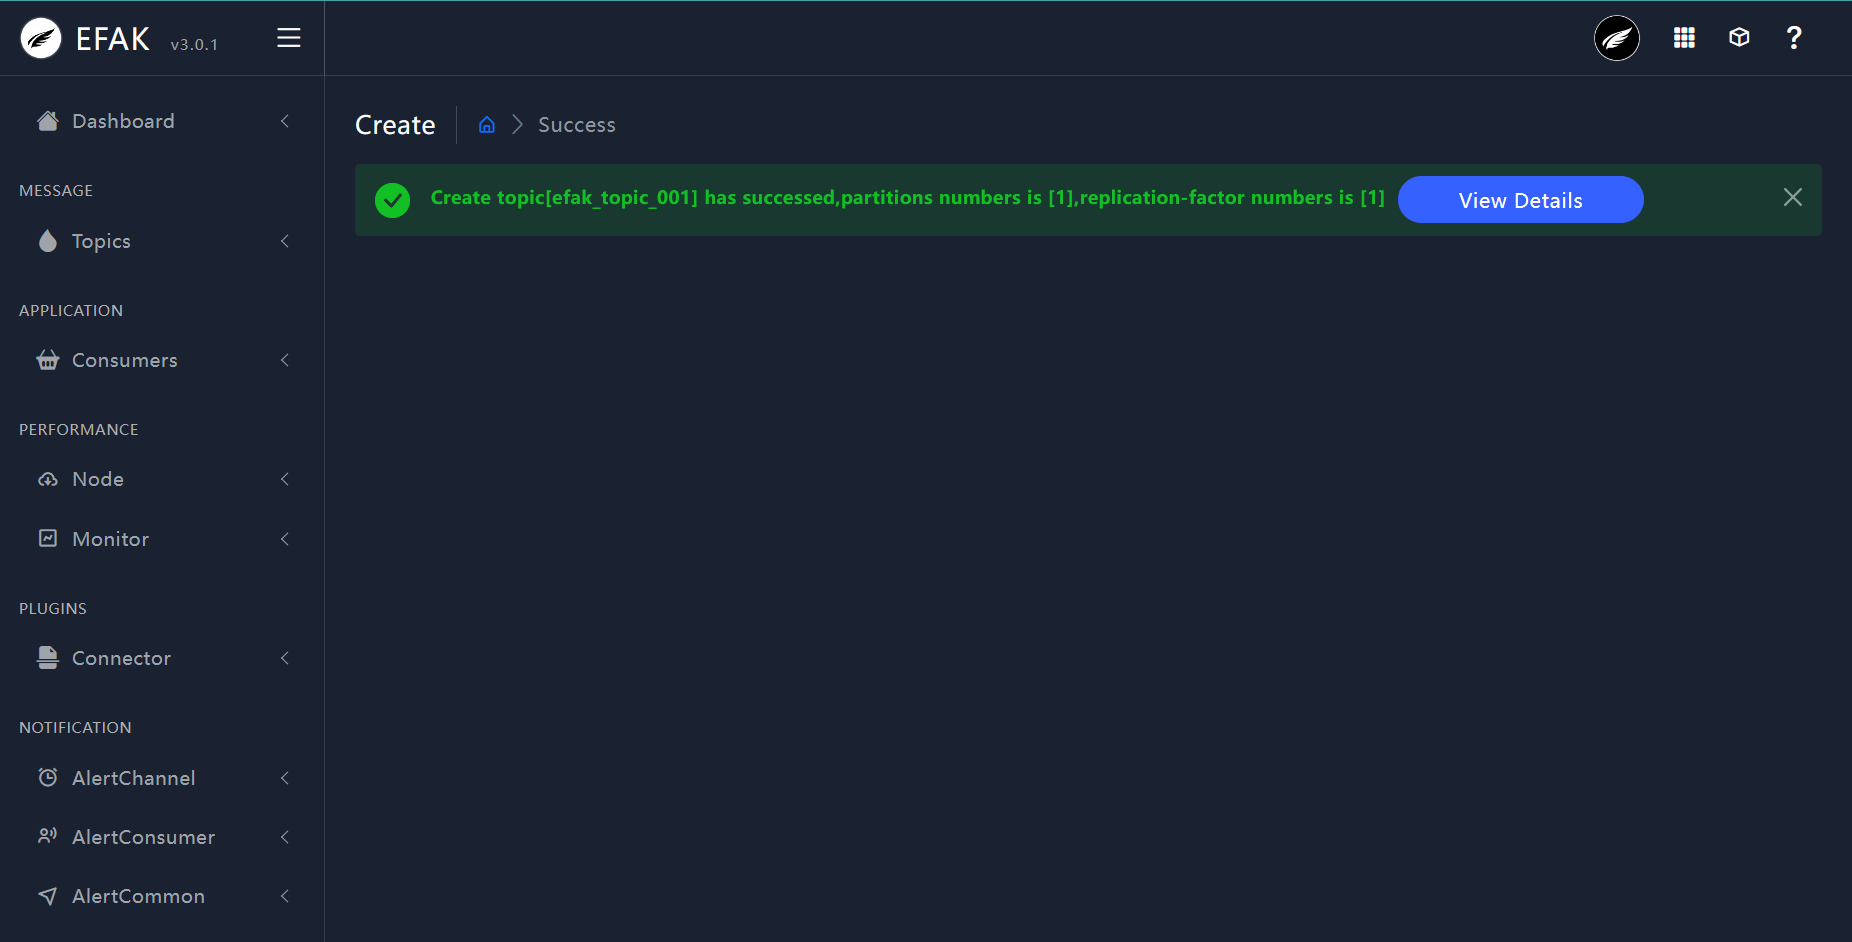 EFAK v3.0.1
Dashboard
MESSAGE
Topics
APPLICATION
Consumers
PERFORMANCE
Node
Monitor
PLUGINS
Connector
NOTIFICATION
AlertChannel
AlertConsumer
AlertCommon
Create
Success
Create topic[efak_topic_001] has successed,partitions numbers is [1],replication-factor numbers is [1]
View Details